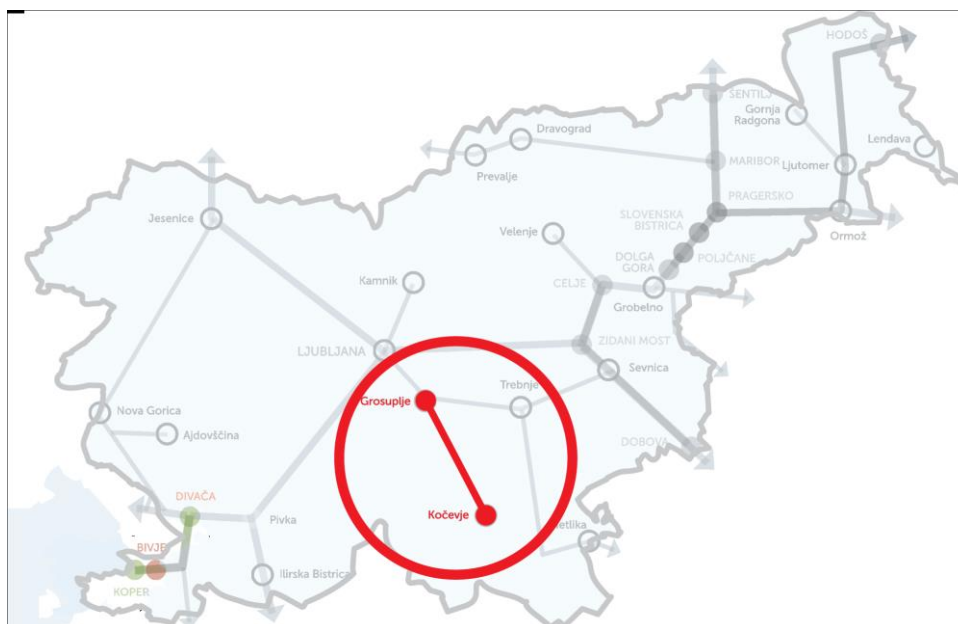 HODOŠ
ŠENTILJ
Gornja
Radgona
Dravograd
Lendava
Prevalje
MARIBOR
Ljutomer
PRAGERSKO
Jesenice
SLOVENSKA
BISTRICA
Velenje
Ormož
DOLGA
GORA
POLJČANE
Kamnik
CELJE
Grobelno
LJUBLJANA
ZIDANI MOST
Sevnica
Trebnje
Grosuplje
Nova Gorica
Ajdovščina
DOBOVA
DIVAČA
Kočevje
Pivka
etlika
BIVJE
Ilirska Bistrica
KOPER